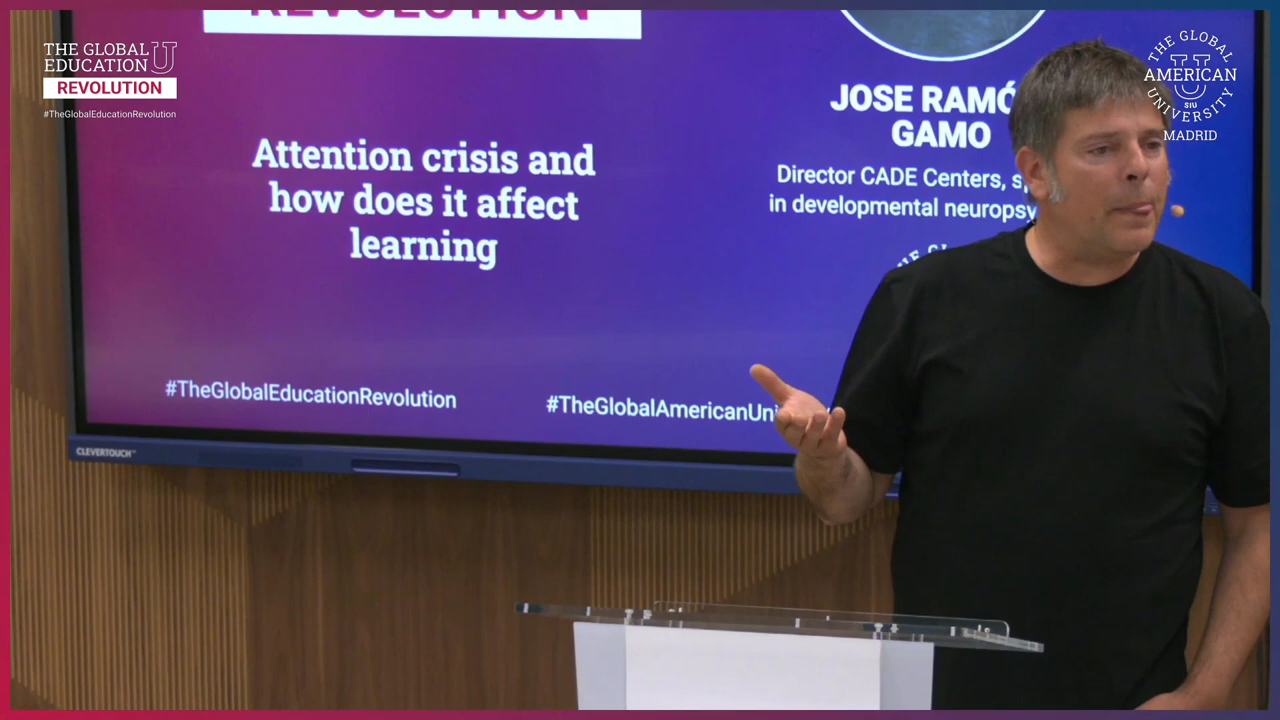 THE GLOBAL
EDUCATION U
REVOLUTION
#TheGlobalEducationRevolution
THE GLOBAL
AMERICAN
U
SIU
UNIVERSITY
MADRID
REVOLUTION
Attention crisis and
how does it affect
learning
JOSE RAMÓ
GAMO
Director CADE Centers, s
in developmental neuropsy
#TheGlobalEducationRevolution
#TheGlobalAmericanUni
CLEVERTOUCH